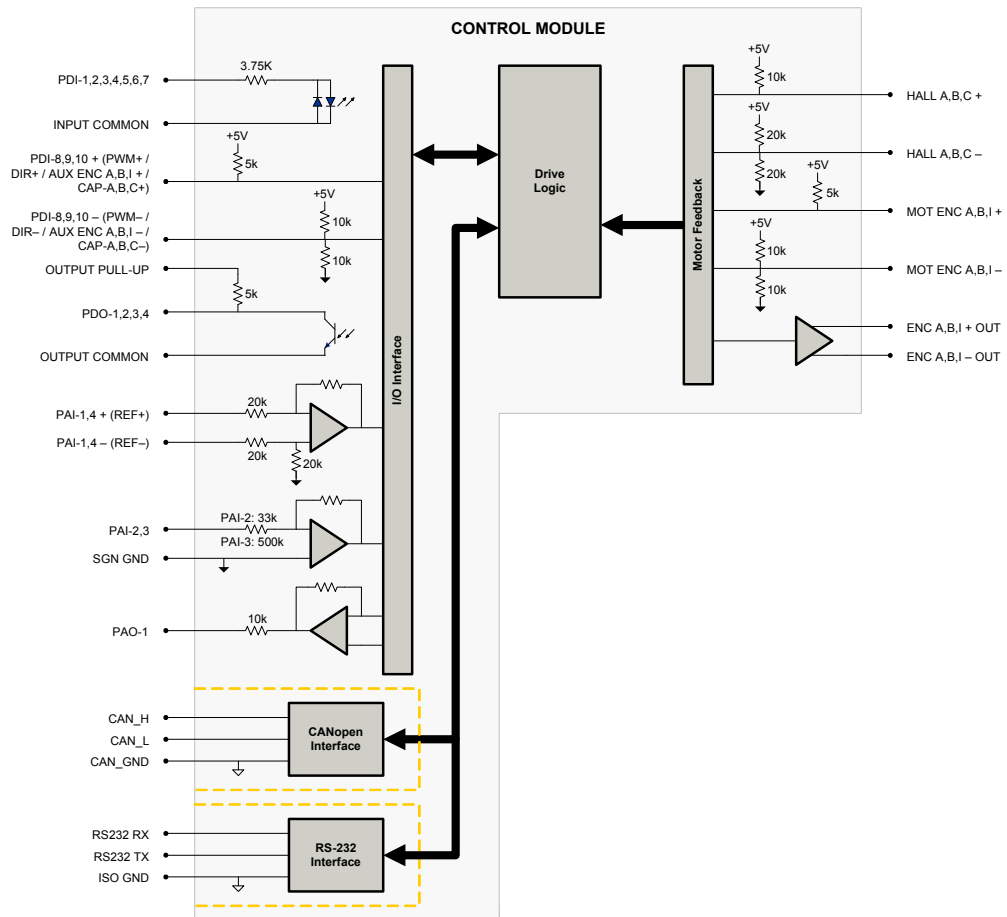 CONTROL MODULE
PDI-1,2,3,4,5,6,7
3.75K
INPUT COMMON
+5V
5k
PDI-8,9,10 + (PWM+ /
DIR+ / AUX ENC A,B,I + /
CAP-A,B,C+)
+5V
10k
10k
PDI-8,9,10 – (PWM– /
DIR– / AUX ENC A,B,I – /
CAP-A,B,C–)
OUTPUT PULL-UP
5k
PDO-1,2,3,4
OUTPUT COMMON
PAI-1,4 + (REF+)
20k
PAI-1,4 – (REF–)
20k
20k
PAI-2,3
PAI-2: 33k
PAI-3: 500k
SGN GND
PAO-1
10k
I/O Interface
CAN_H
CAN_L
CAN_GND
CANopen
Interface
RS232 RX
RS232 TX
ISO GND
RS-232
Interface
Drive
Logic
Motor Feedback
+5V
10k
HALL A,B,C +
+5V
20k
20k
HALL A,B,C –
+5V
5k
MOT ENC A,B,I +
+5V
10k
10k
MOT ENC A,B,I –
ENC A,B,I + OUT
ENC A,B,I – OUT